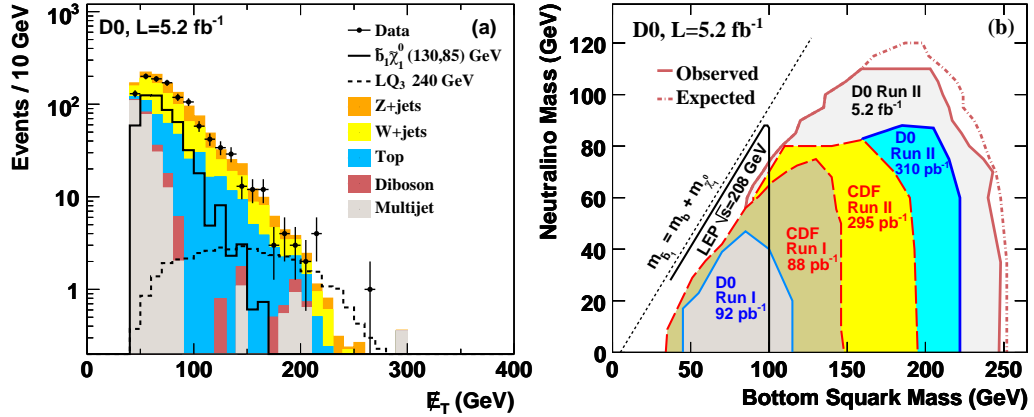 D0, L=5.2 fb⁻¹
(a)
Data
b̃₁χ̃₁⁰ (130,85) GeV
LQ₃ 240 GeV
Z+jets
W+jets
Top
Diboson
Multijet
Events / 10 GeV
10²
10
1
0
100
200
300
400
E̸_T (GeV)
D0, L=5.2 fb⁻¹
(b)
Observed
Expected
D0 Run II
5.2 fb⁻¹
D0
Run II
310 pb⁻¹
CDF
Run II
295 pb⁻¹
CDF
Run I
88 pb⁻¹
D0
Run I
92 pb⁻¹
LEP √s=208 GeV
m_b̃₁ = m_b + m_χ̃₁⁰
Neutralino Mass (GeV)
120
100
80
60
40
20
0
0
50
100
150
200
250
Bottom Squark Mass (GeV)